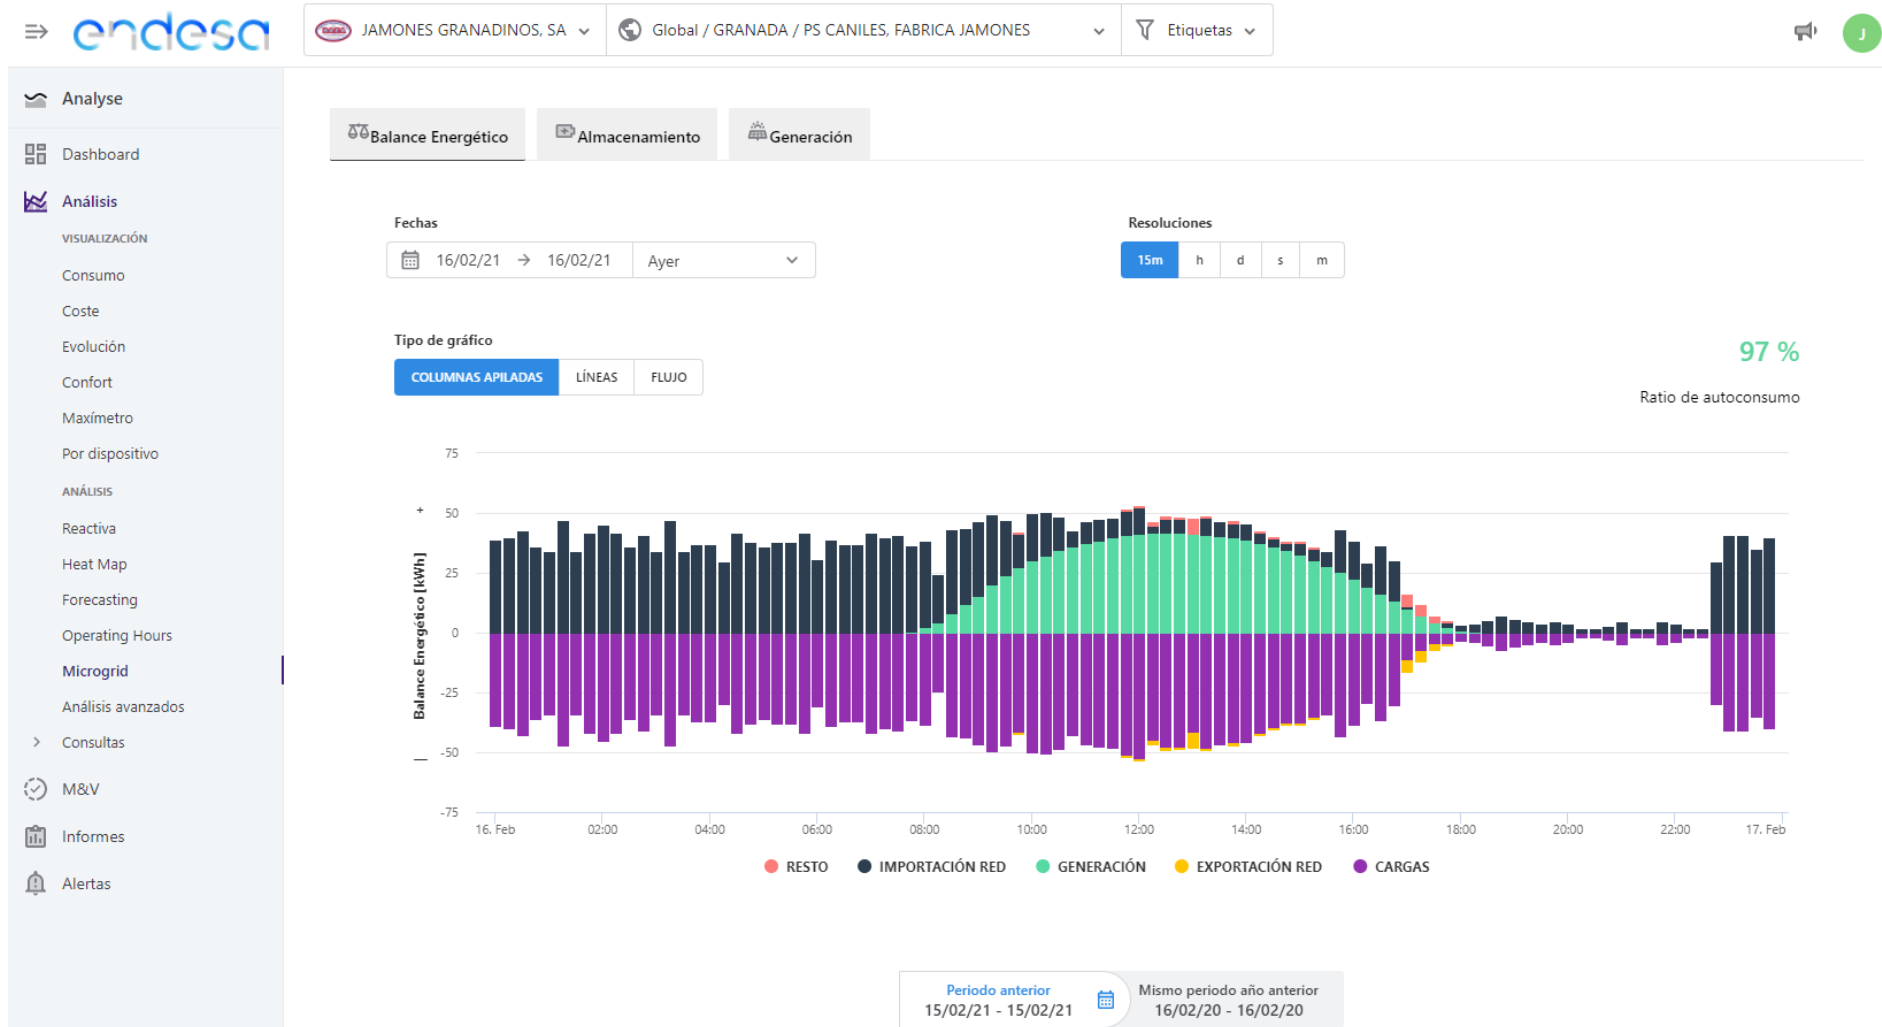 endesa
JAMONES GRANADINOS, SA
Global / GRANADA / PS CANILES, FABRICA JAMONES
Etiquetas
J
Analyse
Dashboard
Análisis
VISUALIZACIÓN
Consumo
Coste
Evolución
Confort
Maxímetro
Por dispositivo
ANÁLISIS
Reactiva
Heat Map
Forecasting
Operating Hours
Microgrid
Análisis avanzados
Consultas
M&V
Informes
Alertas
Balance Energético
Almacenamiento
Generación
Fechas
16/02/21 → 16/02/21
Ayer
Resoluciones
15m h d s m
Tipo de gráfico
COLUMNAS APILADAS LÍNEAS FLUJO
97 %
Ratio de autoconsumo
— Balance Energético [kWh] +
75
50
25
0
-25
-50
-75
16. Feb 02:00 04:00 06:00 08:00 10:00 12:00 14:00 16:00 18:00 20:00 22:00 17. Feb
RESTO IMPORTACIÓN RED GENERACIÓN EXPORTACIÓN RED CARGAS
Periodo anterior
15/02/21 - 15/02/21
Mismo periodo año anterior
16/02/20 - 16/02/20